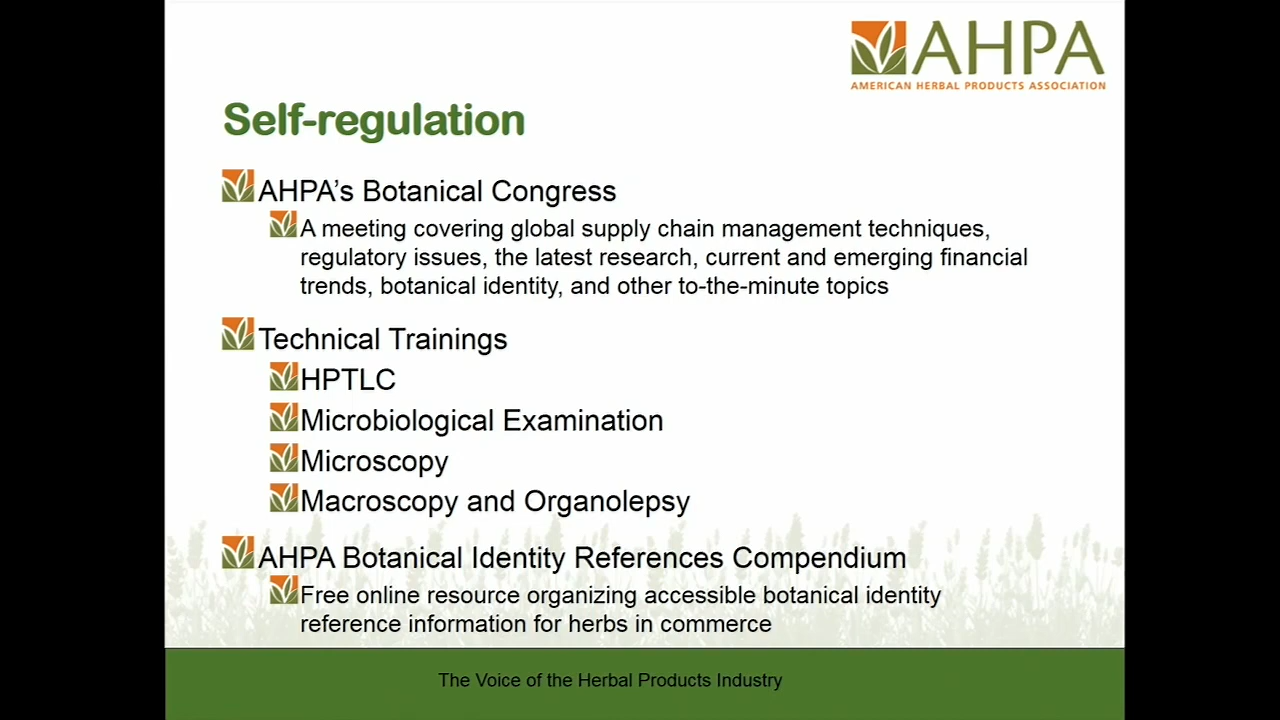 AHPA
AMERICAN HERBAL PRODUCTS ASSOCIATION
Self-regulation
AHPA’s Botanical Congress
A meeting covering global supply chain management techniques,
regulatory issues, the latest research, current and emerging financial
trends, botanical identity, and other to-the-minute topics
Technical Trainings
HPTLC
Microbiological Examination
Microscopy
Macroscopy and Organolepsy
AHPA Botanical Identity References Compendium
Free online resource organizing accessible botanical identity
reference information for herbs in commerce
The Voice of the Herbal Products Industry